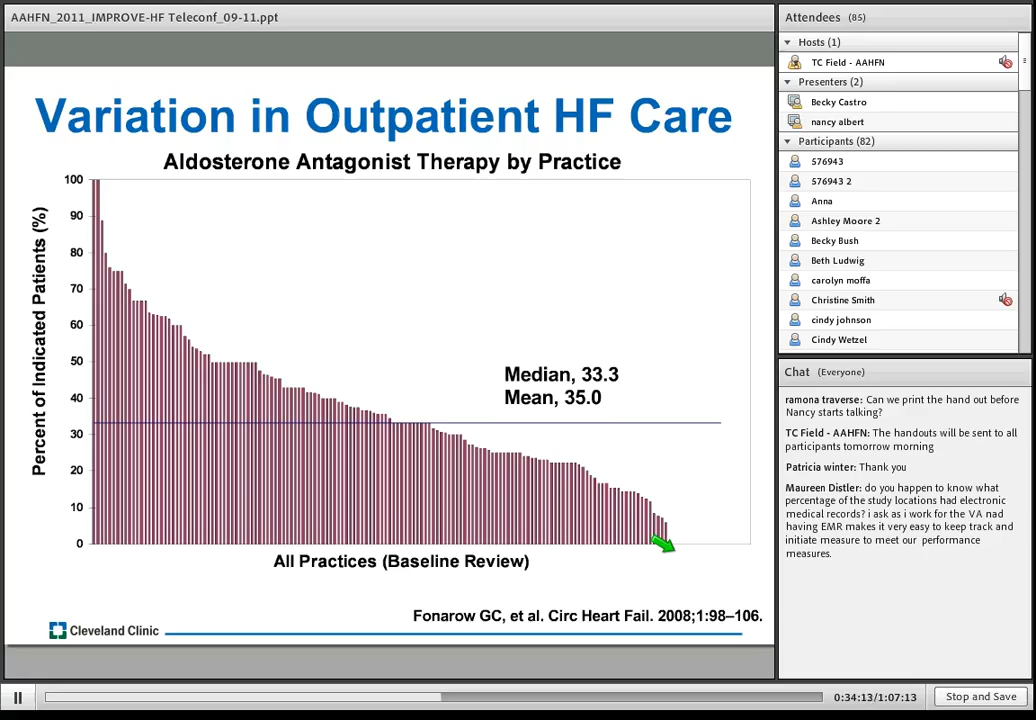 AAHFN_2011_IMPROVE-HF Teleconf_09-11.ppt
Variation in Outpatient HF Care
Aldosterone Antagonist Therapy by Practice
Percent of Indicated Patients (%)
100
90
80
70
60
50
40
30
20
10
0
Median, 33.3
Mean, 35.0
All Practices (Baseline Review)
Fonarow GC, et al. Circ Heart Fail. 2008;1:98–106.
Cleveland Clinic
Attendees (85)
Hosts (1)
TC Field - AAHFN
Presenters (2)
Becky Castro
nancy albert
Participants (82)
576943
576943 2
Anna
Ashley Moore 2
Becky Bush
Beth Ludwig
carolyn moffa
Christine Smith
cindy johnson
Cindy Wetzel
Chat (Everyone)
ramona traverse: Can we print the hand out before
Nancy starts talking?
TC Field - AAHFN: The handouts will be sent to all
participants tomorrow morning
Patricia winter: Thank you
Maureen Distler: do you happen to know what
percentage of the study locations had electronic
medical records? i ask as i work for the VA nad
having EMR makes it very easy to keep track and
initiate measure to meet our performance
measures.
0:34:13/1:07:13
Stop and Save